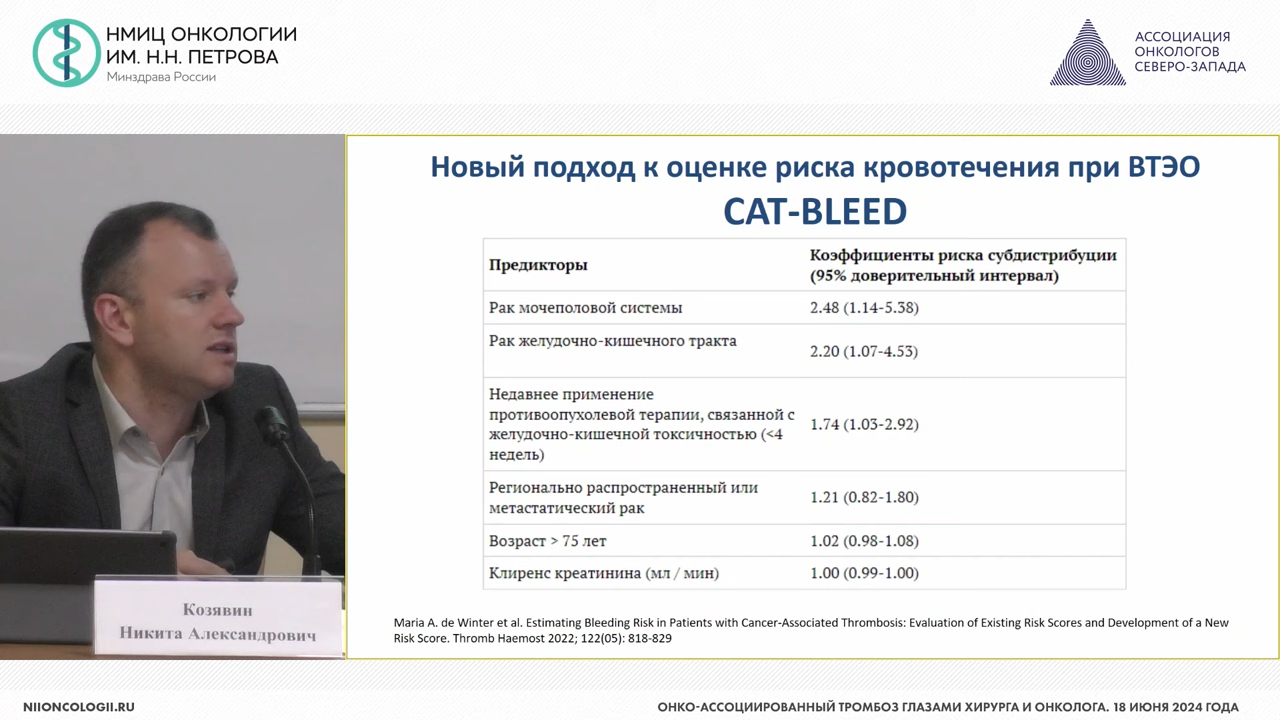 НМИЦ ОНКОЛОГИИ
ИМ. Н.Н. ПЕТРОВА
Минздрава России
АССОЦИАЦИЯ
ОНКОЛОГОВ
СЕВЕРО-ЗАПАДА
Новый подход к оценке риска кровотечения при ВТЭО
CAT-BLEED
Предикторы
Коэффициенты риска субдистрибуции
(95% доверительный интервал)
Рак мочеполовой системы
2.48 (1.14-5.38)
Рак желудочно-кишечного тракта
2.20 (1.07-4.53)
Недавнее применение
противоопухолевой терапии, связанной с
желудочно-кишечной токсичностью (<4
недель)
1.74 (1.03-2.92)
Регионально распространенный или
метастатический рак
1.21 (0.82-1.80)
Возраст > 75 лет
1.02 (0.98-1.08)
Клиренс креатинина (мл / мин)
1.00 (0.99-1.00)
Maria A. de Winter et al. Estimating Bleeding Risk in Patients with Cancer-Associated Thrombosis: Evaluation of Existing Risk Scores and Development of a New
Risk Score. Thromb Haemost 2022; 122(05): 818-829
Козявин
Никита Александрович
NIIONCOLOGII.RU
ОНКО-АССОЦИИРОВАННЫЙ ТРОМБОЗ ГЛАЗАМИ ХИРУРГА И ОНКОЛОГА. 18 ИЮНЯ 2024 ГОДА